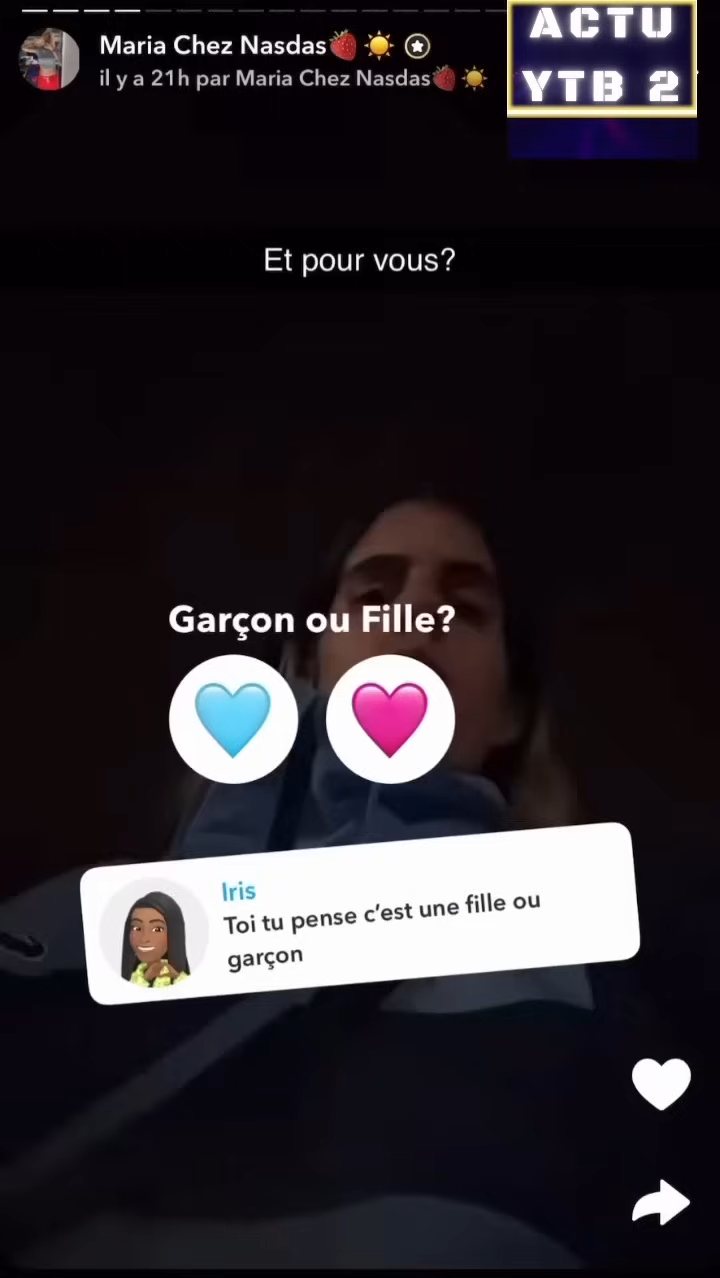 Maria Chez Nasdas🍓☀️
il y a 21h par Maria Chez Nasdas🍓☀️
ACTU
YTB 2
Et pour vous?
Garçon ou Fille?
Iris
Toi tu pense c’est une fille ou
garçon